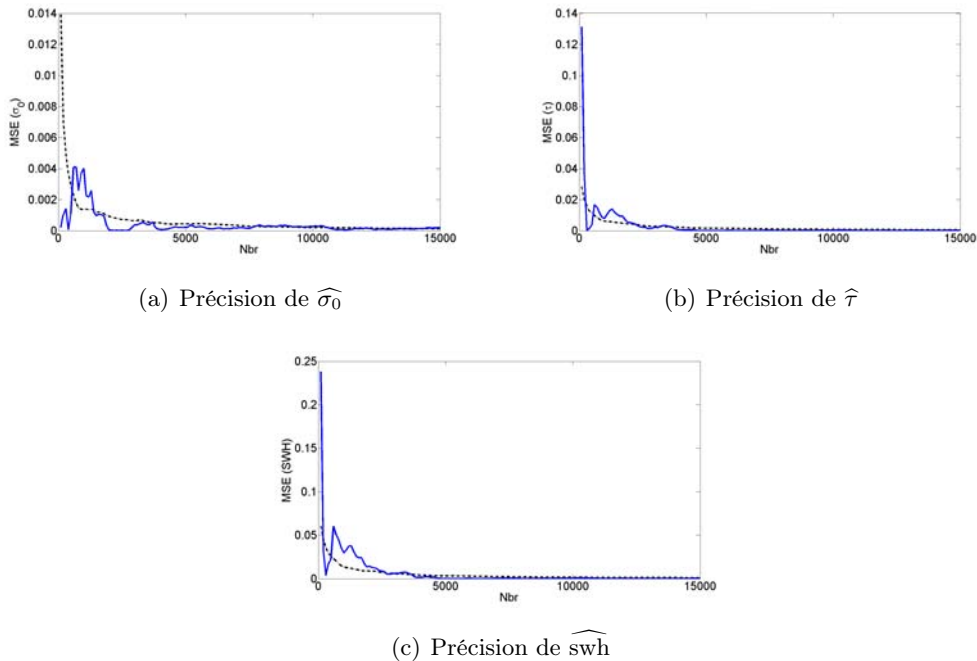 0.014
0.012
0.01
0.008
0.006
0.004
0.002
0
MSE (σ₀)
0 5000 10000 15000
Nbr
(a) Précision de σ̂₀
0.14
0.12
0.1
0.08
0.06
0.04
0.02
0
MSE (τ)
0 5000 10000 15000
Nbr
(b) Précision de τ̂
0.25
0.2
0.15
0.1
0.05
0
MSE (SWH)
0 5000 10000 15000
Nbr
(c) Précision de ŝwh